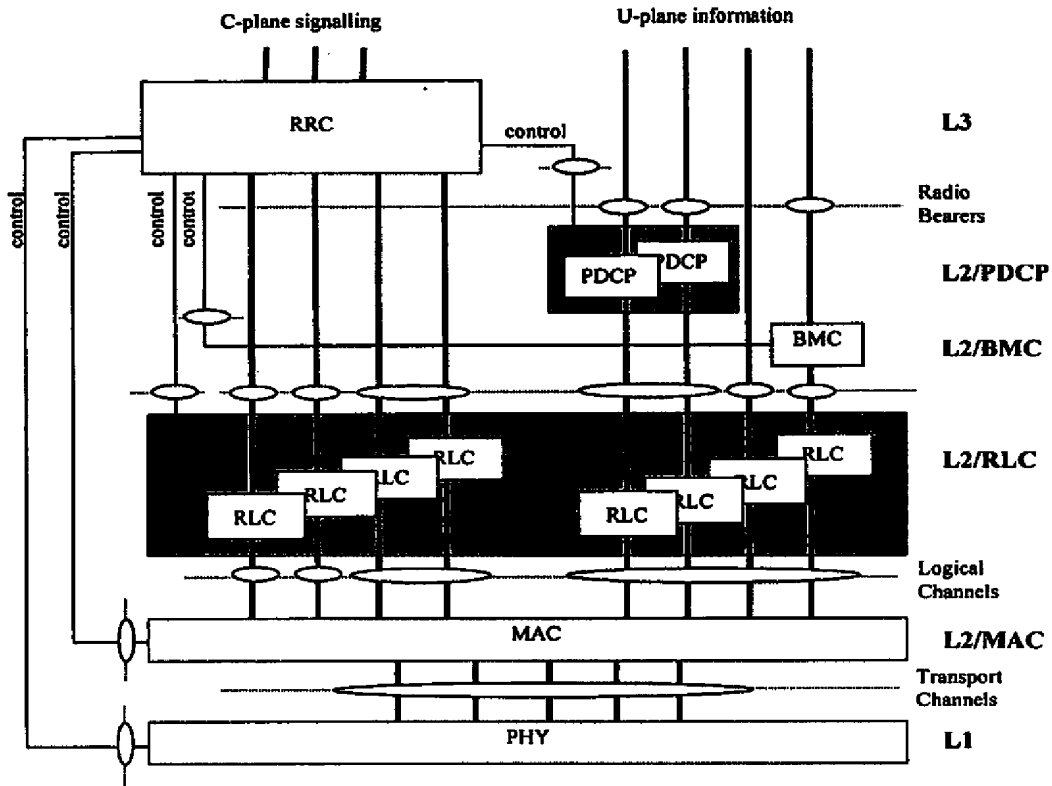 C-plane signalling
U-plane information
RRC
control
L3
control
control
control
control
Radio
Bearers
PDCP
PDCP
L2/PDCP
BMC
L2/BMC
RLC
RLC
RLC
RLC
RLC
RLC
RLC
RLC
L2/RLC
Logical
Channels
MAC
L2/MAC
Transport
Channels
PHY
L1